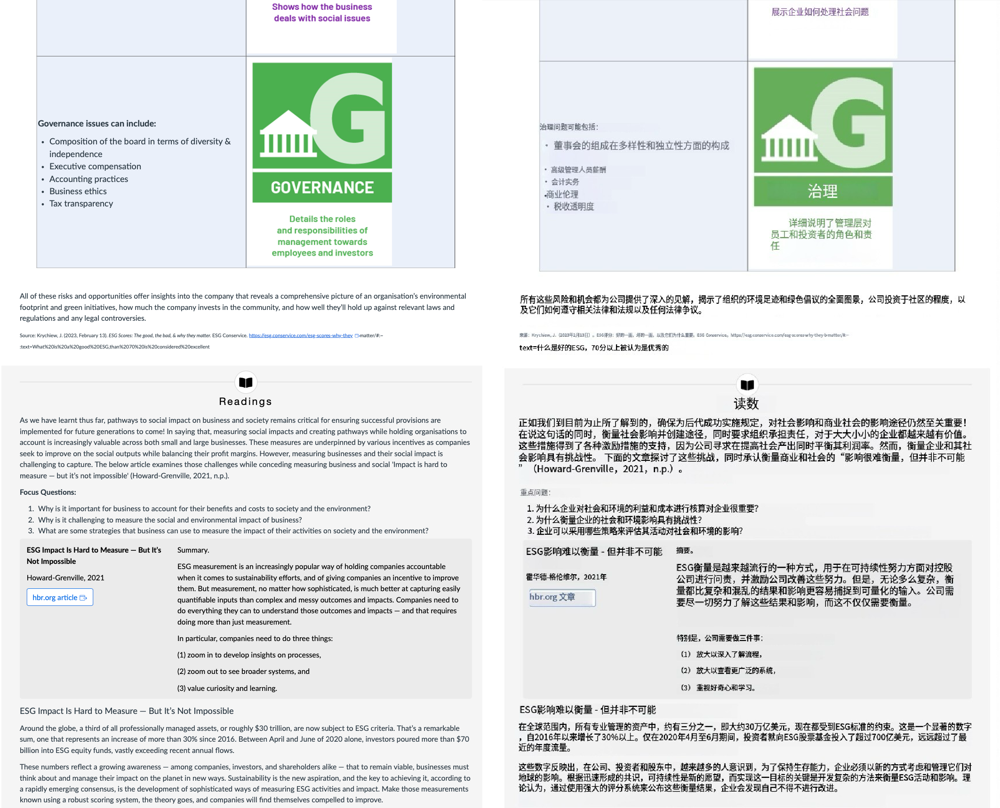 Shows how the business
deals with social issues
Governance issues can include:
• Composition of the board in terms of diversity &
independence
• Executive compensation
• Accounting practices
• Business ethics
• Tax transparency
G
GOVERNANCE
Details the roles
and responsibilities of
management towards
employees and investors
All of these risks and opportunities offer insights into the company that reveals a comprehensive picture of an organisation's environmental
footprint and green initiatives, how much the company invests in the community, and how well they'll hold up against relevant laws and
regulations and any legal controversies.
Source: Krychiew, J. (2023, February 13). ESG Scores: The good, the bad, & why they matter. ESG Conservice. https://esg.conservice.com/esg-scores-why-they -matter/#:~
:text=What%20is%20a%20good%20ESG,than%2070%20is%20considered%20excellent
Readings
As we have learnt thus far, pathways to social impact on business and society remains critical for ensuring successful provisions are
implemented for future generations to come! In saying that, measuring social impacts and creating pathways while holding organisations to
account is increasingly valuable across both small and large businesses. These measures are underpinned by various incentives as companies
seek to improve on the social outputs while balancing their profit margins. However, measuring businesses and their social impact is
challenging to capture. The below article examines those challenges while conceding measuring business and social 'Impact is hard to
measure — but it's not impossible' (Howard-Grenville, 2021, n.p.).
Focus Questions:
1. Why is it important for business to account for their benefits and costs to society and the environment?
2. Why is it challenging to measure the social and environmental impact of business?
3. What are some strategies that business can use to measure the impact of their activities on society and the environment?
ESG Impact Is Hard to Measure — But It's
Not Impossible
Howard-Grenville, 2021
hbr.org article
Summary.
ESG measurement is an increasingly popular way of holding companies accountable
when it comes to sustainability efforts, and of giving companies an incentive to improve
them. But measurement, no matter how sophisticated, is much better at capturing easily
quantifiable inputs than complex and messy outcomes and impacts. Companies need to
do everything they can to understand those outcomes and impacts — and that requires
doing more than just measurement.
In particular, companies need to do three things:
(1) zoom in to develop insights on processes,
(2) zoom out to see broader systems, and
(3) value curiosity and learning.
ESG Impact Is Hard to Measure — But It's Not Impossible
Around the globe, a third of all professionally managed assets, or roughly $30 trillion, are now subject to ESG criteria. That's a remarkable
sum, one that represents an increase of more than 30% since 2016. Between April and June of 2020 alone, investors poured more than $70
billion into ESG equity funds, vastly exceeding recent annual flows.
These numbers reflect a growing awareness — among companies, investors, and shareholders alike — that to remain viable, businesses must
think about and manage their impact on the planet in new ways. Sustainability is the new aspiration, and the key to achieving it, according to
a rapidly emerging consensus, is the development of sophisticated ways of measuring ESG activities and impact. Make those measurements
known using a robust scoring system, the theory goes, and companies will find themselves compelled to improve.
展示企业如何处理社会问题
治理问题可能包括：
• 董事会的组成在多样性和独立性方面的构成
• 高级管理人员薪酬
• 会计实务
•商业伦理
• 税收透明度
G
治理
详细说明了管理层对
员工和投资者的角色和责
任
所有这些风险和机会都为公司提供了深入的见解，揭示了组织的环境足迹和绿色倡议的全面图景，公司投资于社区的程度，以
及它们如何遵守相关法律和法规以及任何法律争议。
来源：Krychiew, J.（2023年2月13日）。ESG评分：好的一面，坏的一面，以及它们为什么重要。ESG Conservice。https://esg.conservice.com/esg-scores-why-they-b-matter/#:~
text=什么是好的ESG，70分以上被认为是优秀的
读数
正如我们到目前为止所了解到的，确保为后代成功实施规定，对社会影响和商业社会的影响途径仍然至关重要！
在说这句话的同时，衡量社会影响并创建途径，同时要求组织承担责任，对于大大小小的企业都越来越有价值。
这些措施得到了各种激励措施的支持，因为公司寻求在提高社会产出同时平衡其利润率。然而，衡量企业和其社
会影响具有挑战性。 下面的文章探讨了这些挑战，同时承认衡量商业和社会的“影响很难衡量，但并非不可能
”（Howard-Grenville，2021，n.p.）。
重点问题：
1. 为什么企业对社会和环境的利益和成本进行核算对企业很重要？
2. 为什么衡量企业的社会和环境影响具有挑战性？
3. 企业可以采用哪些策略来评估其活动对社会和环境的影响？
ESG影响难以衡量 - 但并非不可能
霍华德-格伦维尔，2021年
hbr.org 文章
摘要。
ESG衡量是越来越流行的一种方式，用于在可持续性努力方面对控股
公司进行问责，并激励公司改善这些努力。但是，无论多么复杂，衡
量都比复杂和混乱的结果和影响更容易捕捉到可量化的输入。公司需
要尽一切努力了解这些结果和影响，而这不仅仅需要衡量。
特别是，公司需要做三件事：
（1） 放大以深入了解流程，
（2） 放大以查看更广泛的系统，
（3） 重视好奇心和学习。
ESG影响难以衡量 - 但并非不可能
在全球范围内，所有专业管理的资产中，约有三分之一，即大约30万亿美元，现在都受到ESG标准的约束。这是一个显著的数字
，自2016年以来增长了30%以上。仅在2020年4月至6月期间，投资者就向ESG股票基金投入了超过700亿美元，远远超过了最
近的年度流量。
这些数字反映出，在公司、投资者和股东中，越来越多的人意识到，为了保持生存能力，企业必须以新的方式考虑和管理它们对
地球的影响。根据迅速形成的共识，可持续性是新的愿望，而实现这一目标的关键是开发复杂的方法来衡量ESG活动和影响。理
论认为，通过使用强大的评分系统来公布这些衡量结果，企业会发现自己不得不进行改进。